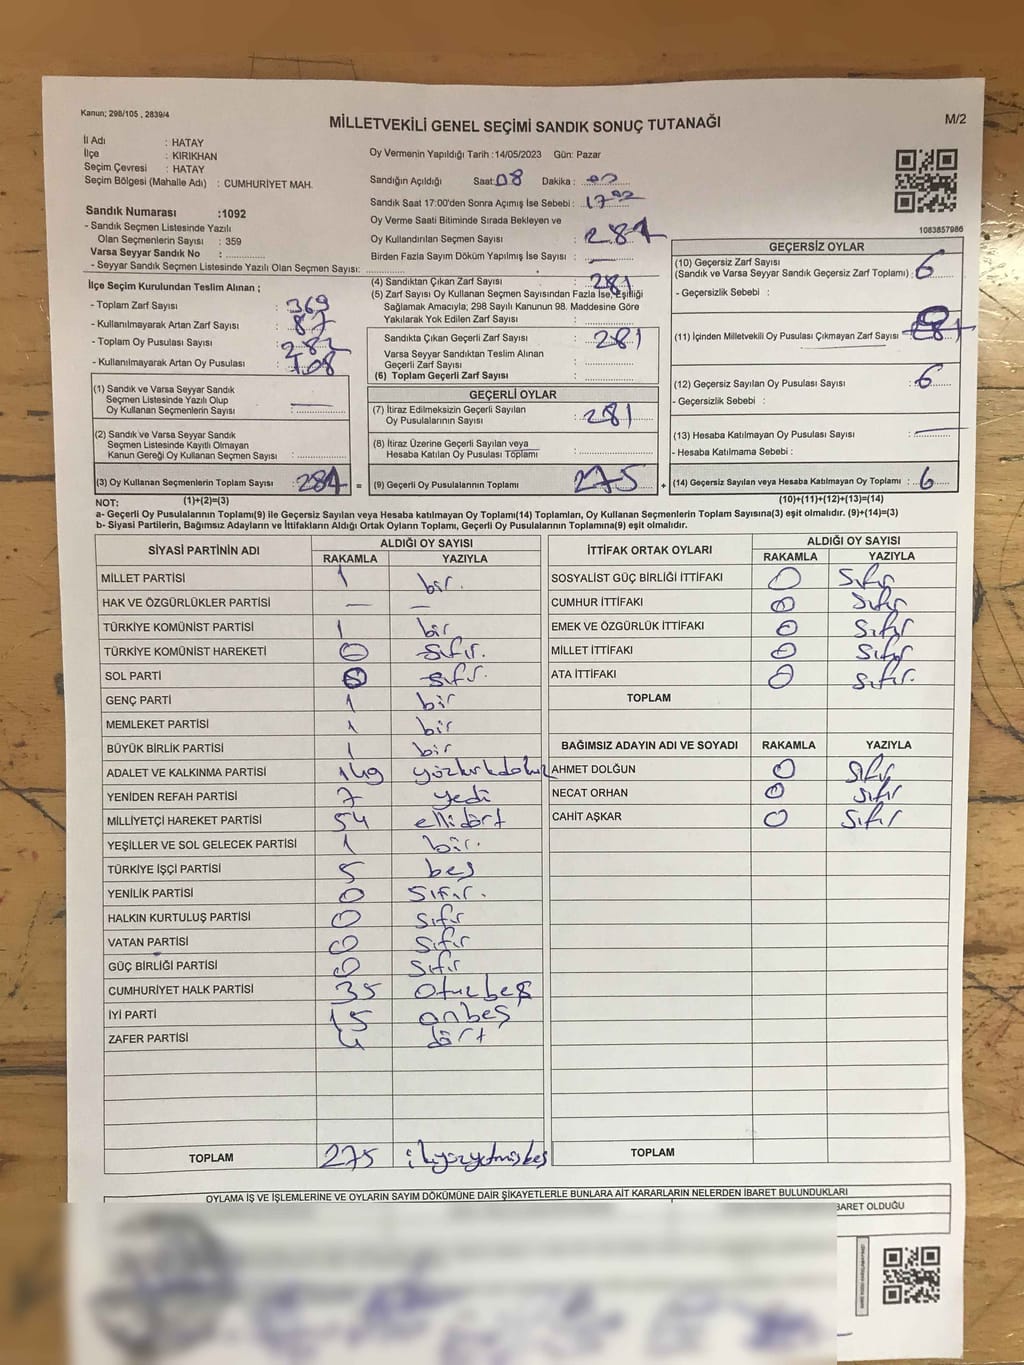 Kanun; 298/105 , 2839/4
MİLLETVEKİLİ GENEL SEÇİMİ SANDIK SONUÇ TUTANAĞI
M/2
İl Adı : HATAY
İlçe : KIRIKHAN
Seçim Çevresi : HATAY
Seçim Bölgesi (Mahalle Adı) : CUMHURİYET MAH.
Sandık Numarası :1092
- Sandık Seçmen Listesinde Yazılı
Olan Seçmenlerin Sayısı : 359
Varsa Seyyar Sandık No :
- Seyyar Sandık Seçmen Listesinde Yazılı Olan Seçmen Sayısı:
Oy Vermenin Yapıldığı Tarih :14/05/2023 Gün: Pazar
Sandığın Açıldığı Saat: 08 Dakika :
Sandık Saat 17:00'den Sonra Açımış İse Sebebi :
Oy Verme Saati Bitiminde Sırada Bekleyen ve
Oy Kullandırılan Seçmen Sayısı :
Birden Fazla Sayım Döküm Yapılmış İse Sayısı : —
1083857986
İlçe Seçim Kurulundan Teslim Alınan ;
- Toplam Zarf Sayısı : 369
- Kullanılmayarak Artan Zarf Sayısı : 87
- Toplam Oy Pusulası Sayısı :
- Kullanılmayarak Artan Oy Pusulası : 108
(1) Sandık ve Varsa Seyyar Sandık
Seçmen Listesinde Yazılı Olup
Oy Kullanan Seçmenlerin Sayısı : —
(2) Sandık ve Varsa Seyyar Sandık
Seçmen Listesinde Kayıtlı Olmayan
Kanun Gereği Oy Kullanan Seçmen Sayısı :
(3) Oy Kullanan Seçmenlerin Toplam Sayısı :
(4) Sandıktan Çıkan Zarf Sayısı : 281
(5) Zarf Sayısı Oy Kullanan Seçmen Sayısından Fazla İse, Eşitliği
Sağlamak Amacıyla; 298 Sayılı Kanunun 98. Maddesine Göre
Yakılarak Yok Edilen Zarf Sayısı :
Sandıkta Çıkan Geçerli Zarf Sayısı : 281
Varsa Seyyar Sandıktan Teslim Alınan
Geçerli Zarf Sayısı :
(6) Toplam Geçerli Zarf Sayısı :
GEÇERLİ OYLAR
(7) İtiraz Edilmeksizin Geçerli Sayılan
Oy Pusulalarının Sayısı : 281
(8) İtiraz Üzerine Geçerli Sayılan veya
Hesaba Katılan Oy Pusulası Toplamı :
= (9) Geçerli Oy Pusulalarının Toplamı : 275
GEÇERSİZ OYLAR
(10) Geçersiz Zarf Sayısı
(Sandık ve Varsa Seyyar Sandık Geçersiz Zarf Toplamı) : 6
- Geçersizlik Sebebi :
(11) İçinden Milletvekili Oy Pusulası Çıkmayan Zarf Sayısı :
(12) Geçersiz Sayılan Oy Pusulası Sayısı : 6
- Geçersizlik Sebebi :
(13) Hesaba Katılmayan Oy Pusulası Sayısı : —
- Hesaba Katılmama Sebebi :
+ (14) Geçersiz Sayılan veya Hesaba Katılmayan Oy Toplamı : 6
NOT: (1)+(2)=(3) (10)+(11)+(12)+(13)=(14)
a- Geçerli Oy Pusulalarının Toplamı(9) ile Geçersiz Sayılan veya Hesaba katılmayan Oy Toplamı(14) Toplamları, Oy Kullanan Seçmenlerin Toplam Sayısına(3) eşit olmalıdır. (9)+(14)=(3)
b- Siyasi Partilerin, Bağımsız Adayların ve İttifakların Aldığı Ortak Oyların Toplamı, Geçerli Oy Pusulalarının Toplamına(9) eşit olmalıdır.
SİYASİ PARTİNİN ADI ALDIĞI OY SAYISI
RAKAMLA YAZIYLA
MİLLET PARTİSİ 1 bir.
HAK VE ÖZGÜRLÜKLER PARTİSİ — —
TÜRKİYE KOMÜNİST PARTİSİ 1 bir
TÜRKİYE KOMÜNİST HAREKETİ 0 sıfır.
SOL PARTİ 0 sıfır.
GENÇ PARTİ 1 bir
MEMLEKET PARTİSİ 1 bir
BÜYÜK BİRLİK PARTİSİ 1 bir
ADALET VE KALKINMA PARTİSİ 149 yüzkırkdokuz
YENİDEN REFAH PARTİSİ 7 yedi
MİLLİYETÇİ HAREKET PARTİSİ 54 ellidört
YEŞİLLER VE SOL GELECEK PARTİSİ 1 bir.
TÜRKİYE İŞÇİ PARTİSİ 5 beş
YENİLİK PARTİSİ 0 Sıfır.
HALKIN KURTULUŞ PARTİSİ 0 Sıfır
VATAN PARTİSİ 0 Sıfır
GÜÇ BİRLİĞİ PARTİSİ 0 Sıfır
CUMHURİYET HALK PARTİSİ 35 Otuzbeş
İYİ PARTİ 15 onbeş
ZAFER PARTİSİ 4 dört
TOPLAM 275 ikiyüzyetmişbeş
İTTİFAK ORTAK OYLARI ALDIĞI OY SAYISI
RAKAMLA YAZIYLA
SOSYALİST GÜÇ BİRLİĞİ İTTİFAKI 0 Sıfır
CUMHUR İTTİFAKI 0 Sıfır
EMEK VE ÖZGÜRLÜK İTTİFAKI 0 Sıfır
MİLLET İTTİFAKI 0 Sıfır
ATA İTTİFAKI 0 Sıfır.
TOPLAM
BAĞIMSIZ ADAYIN ADI VE SOYADI RAKAMLA YAZIYLA
AHMET DOLĞUN 0 Sıfır
NECAT ORHAN 0 Sıfır
CAHİT AŞKAR 0 Sıfır
TOPLAM
OYLAMA İŞ VE İŞLEMLERİNE VE OYLARIN SAYIM DÖKÜMÜNE DAİR ŞİKAYETLERLE BUNLARA AİT KARARLARIN NELERDEN İBARET BULUNDUKLARI
BARET OLDUĞU